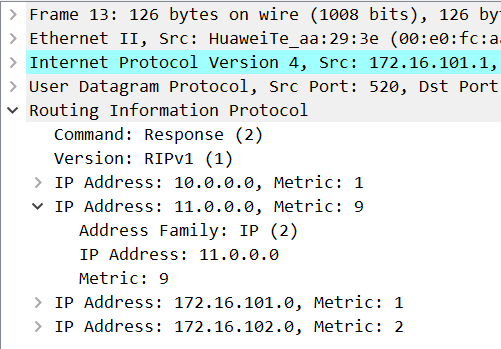 Frame 13: 126 bytes on wire (1008 bits), 126 by
Ethernet II, Src: HuaweiTe_aa:29:3e (00:e0:fc:a
Internet Protocol Version 4, Src: 172.16.101.1,
User Datagram Protocol, Src Port: 520, Dst Port
Routing Information Protocol
Command: Response (2)
Version: RIPv1 (1)
IP Address: 10.0.0.0, Metric: 1
IP Address: 11.0.0.0, Metric: 9
Address Family: IP (2)
IP Address: 11.0.0.0
Metric: 9
IP Address: 172.16.101.0, Metric: 1
IP Address: 172.16.102.0, Metric: 2